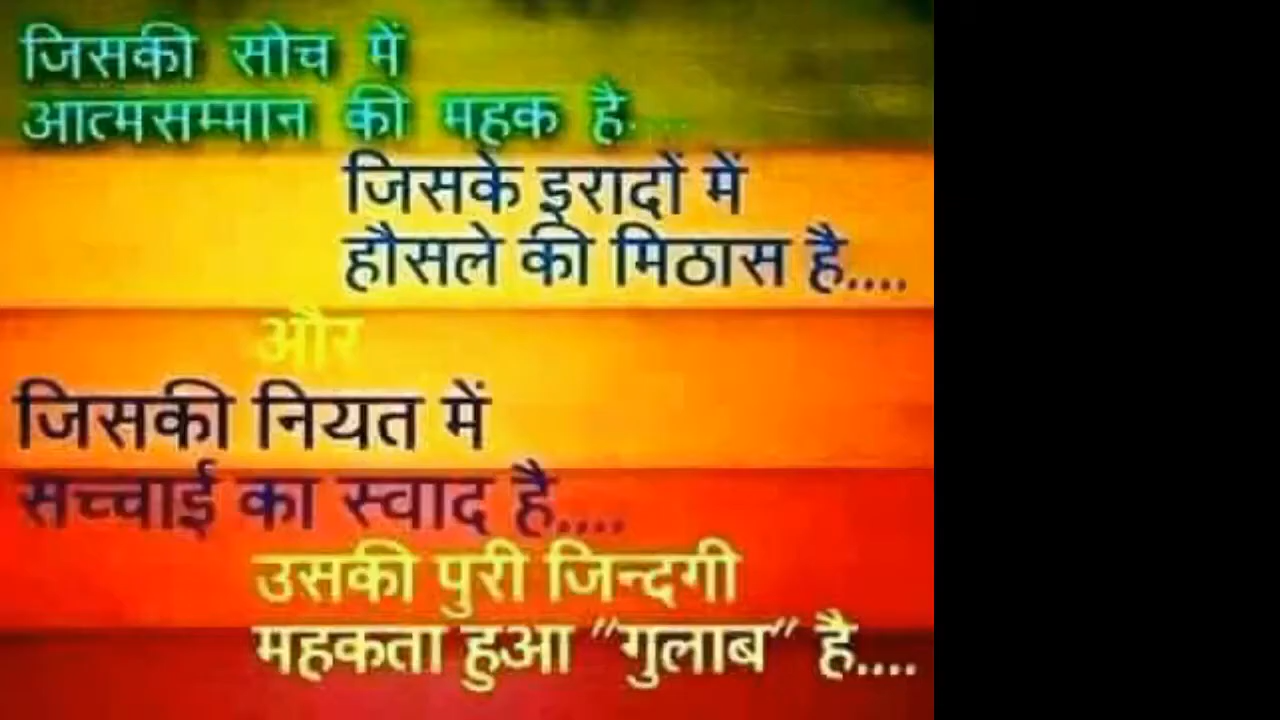 जिसकी सोच में
आत्मसम्मान की महक है....
जिसके इरादों में
हौसले की मिठास है....
और
जिसकी नियत में
सच्चाई का स्वाद है....
उसकी पुरी जिन्दगी
महकता हुआ "गुलाब" है....